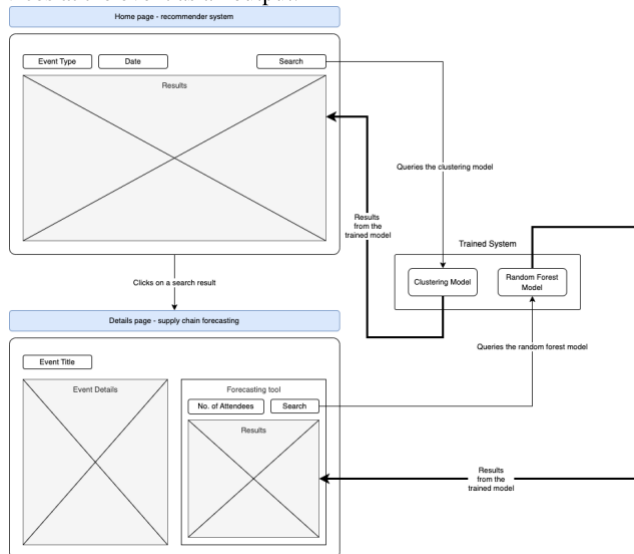 Home page - recommender system
Event Type
Date
Search
Results
Queries the clustering model
Results
from the
trained model
Trained System
Clustering Model
Random Forest
Model
Clicks on a search result
Queries the random forest model
Details page - supply chain forecasting
Event Title
Event Details
Forecasting tool
No. of Attendees
Search
Results
Results
from the
trained model